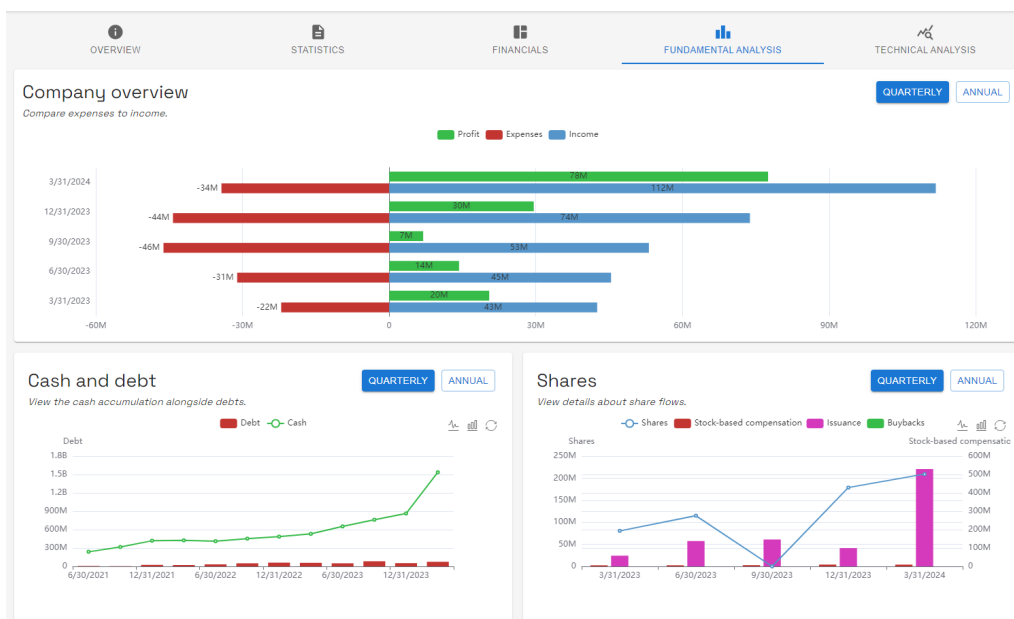 OVERVIEW STATISTICS FINANCIALS FUNDAMENTAL ANALYSIS TECHNICAL ANALYSIS
Company overview
QUARTERLY ANNUAL
Compare expenses to income.
Profit Expenses Income
3/31/2024 -34M 78M 112M
12/31/2023 -44M 30M 74M
9/30/2023 -46M 7M 53M
6/30/2023 -31M 14M 45M
3/31/2023 -22M 20M 43M
-60M -30M 0 30M 60M 90M 120M
Cash and debt
QUARTERLY ANNUAL
View the cash accumulation alongside debts.
Debt Cash
Debt
1.8B
1.5B
1.2B
900M
600M
300M
0
6/30/2021 12/31/2021 6/30/2022 12/31/2022 6/30/2023 12/31/2023
Shares
QUARTERLY ANNUAL
View details about share flows.
Shares Stock-based compensation Issuance Buybacks
Shares Stock-based compensatic
250M
200M
150M
100M
50M
0
600M
500M
400M
300M
200M
100M
0
3/31/2023 6/30/2023 9/30/2023 12/31/2023 3/31/2024